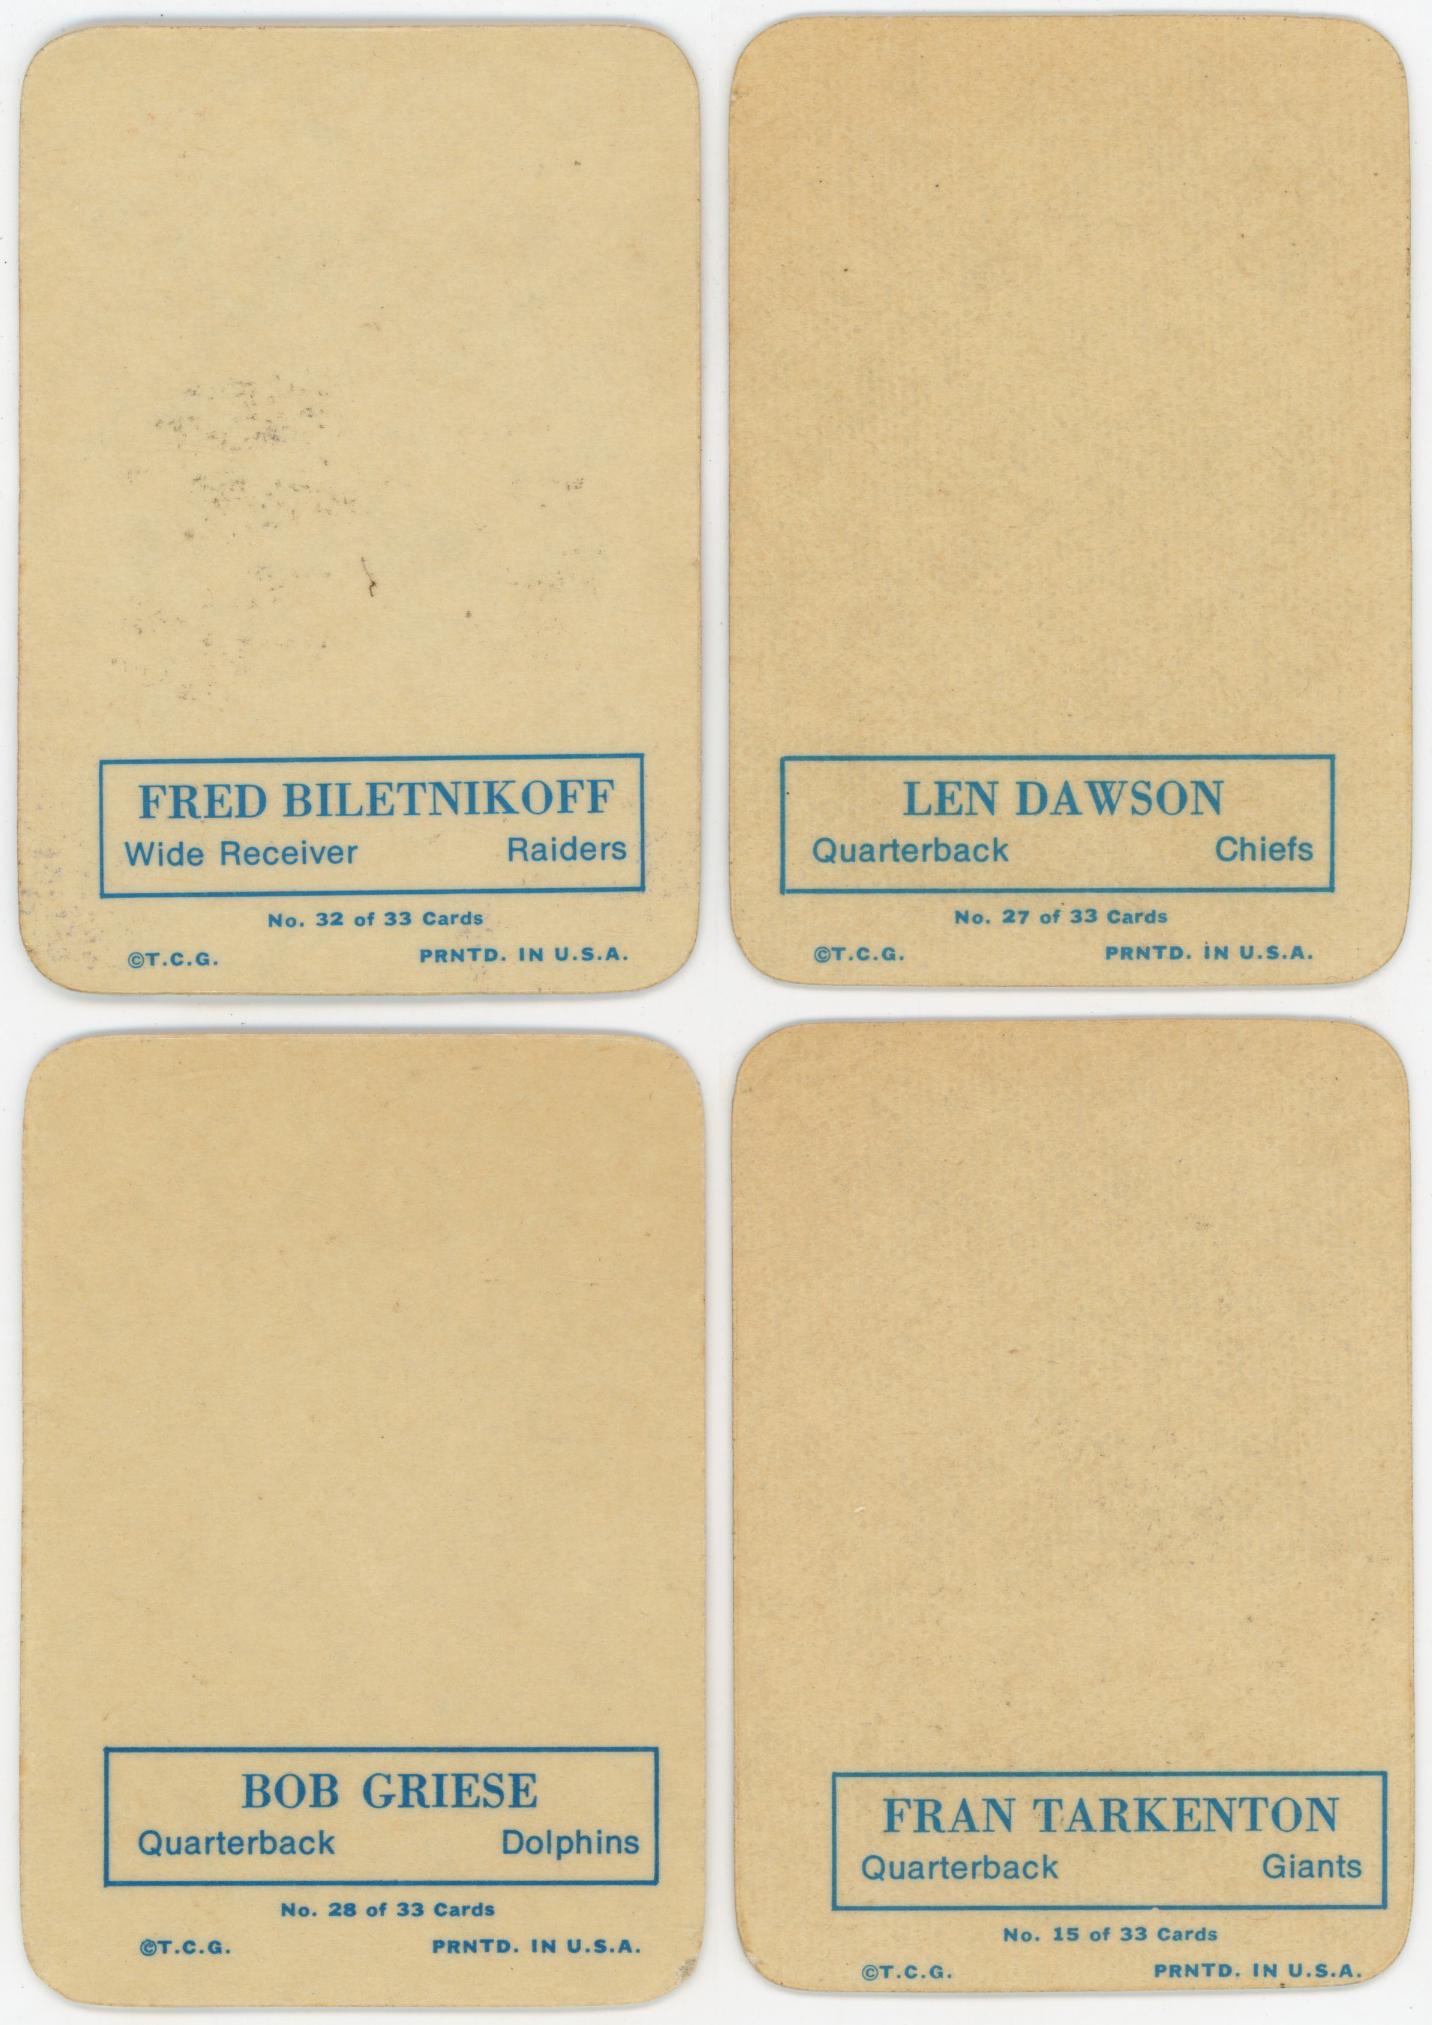 FRED BILETNIKOFF
Wide Receiver Raiders
No. 32 of 33 Cards
©T.C.G. PRNTD. IN U.S.A.
LEN DAWSON
Quarterback Chiefs
No. 27 of 33 Cards
©T.C.G. PRNTD. IN U.S.A.
BOB GRIESE
Quarterback Dolphins
No. 28 of 33 Cards
©T.C.G. PRNTD. IN U.S.A.
FRAN TARKENTON
Quarterback Giants
No. 15 of 33 Cards
©T.C.G. PRNTD. IN U.S.A.